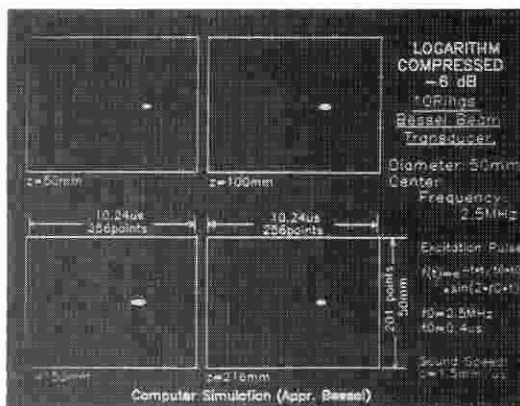 LOGARITHM
COMPRESSED
-6 dB
10Rings
Bessel Beam
Transducer
Diameter: 50mm
Center
Frequency:
2.5MHz
z=50mm
z=100mm
10.24us
256points
10.24us
256points
201 points
50mm
Excitation Pulse
f0=2.5MHz
t0=0.4us
Sound Speed:
z=216mm
Computer Simulation (Appr. Bessel)